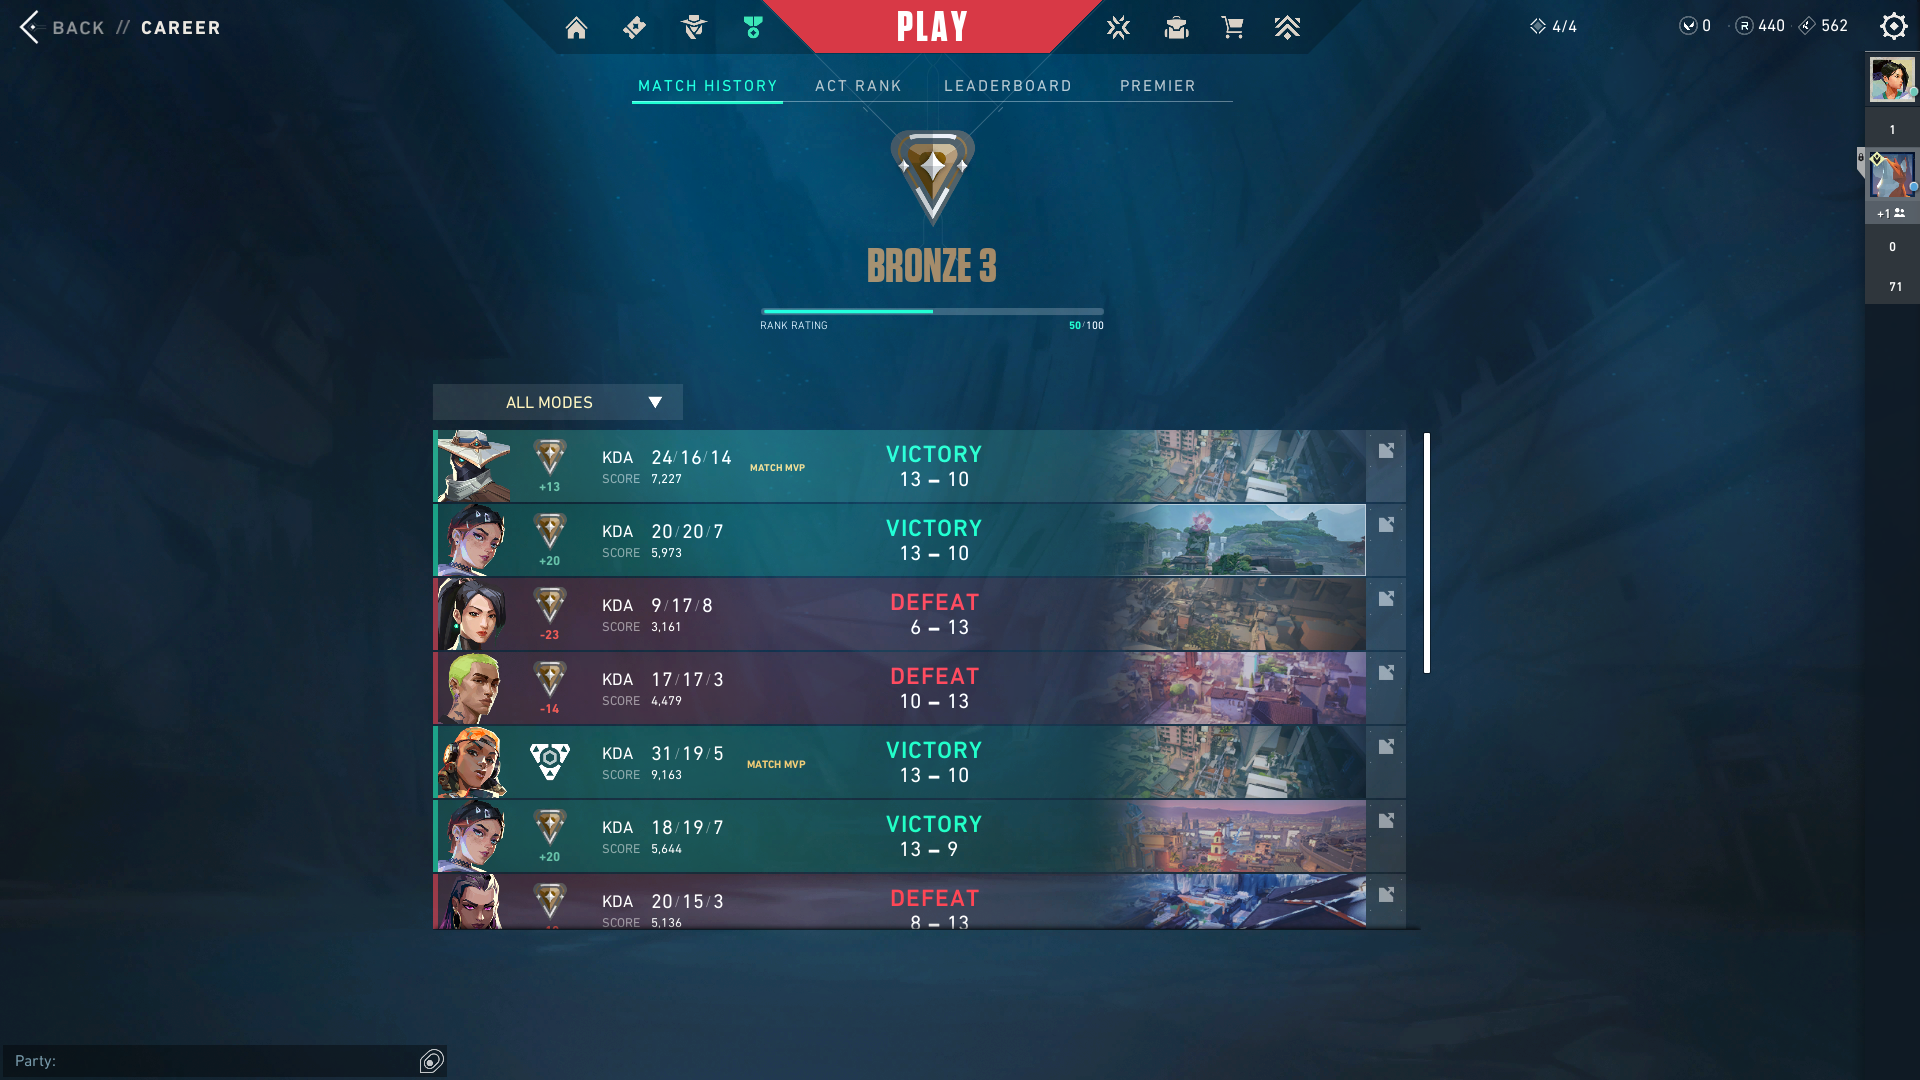 BACK // CAREER
PLAY
4/4
0
440
562
MATCH HISTORY
ACT RANK
LEADERBOARD
PREMIER
1
+1
0
71
BRONZE 3
RANK RATING
50/100
ALL MODES
+13
KDA 24/16/14
SCORE 7,227
MATCH MVP
VICTORY
13 – 10
+20
KDA 20/20/7
SCORE 5,973
VICTORY
13 – 10
-23
KDA 9/17/8
SCORE 3,161
DEFEAT
6 – 13
-14
KDA 17/17/3
SCORE 4,479
DEFEAT
10 – 13
KDA 31/19/5
SCORE 9,163
MATCH MVP
VICTORY
13 – 10
+20
KDA 18/19/7
SCORE 5,644
VICTORY
13 – 9
KDA 20/15/3
SCORE 5,136
DEFEAT
8 – 13
Party: